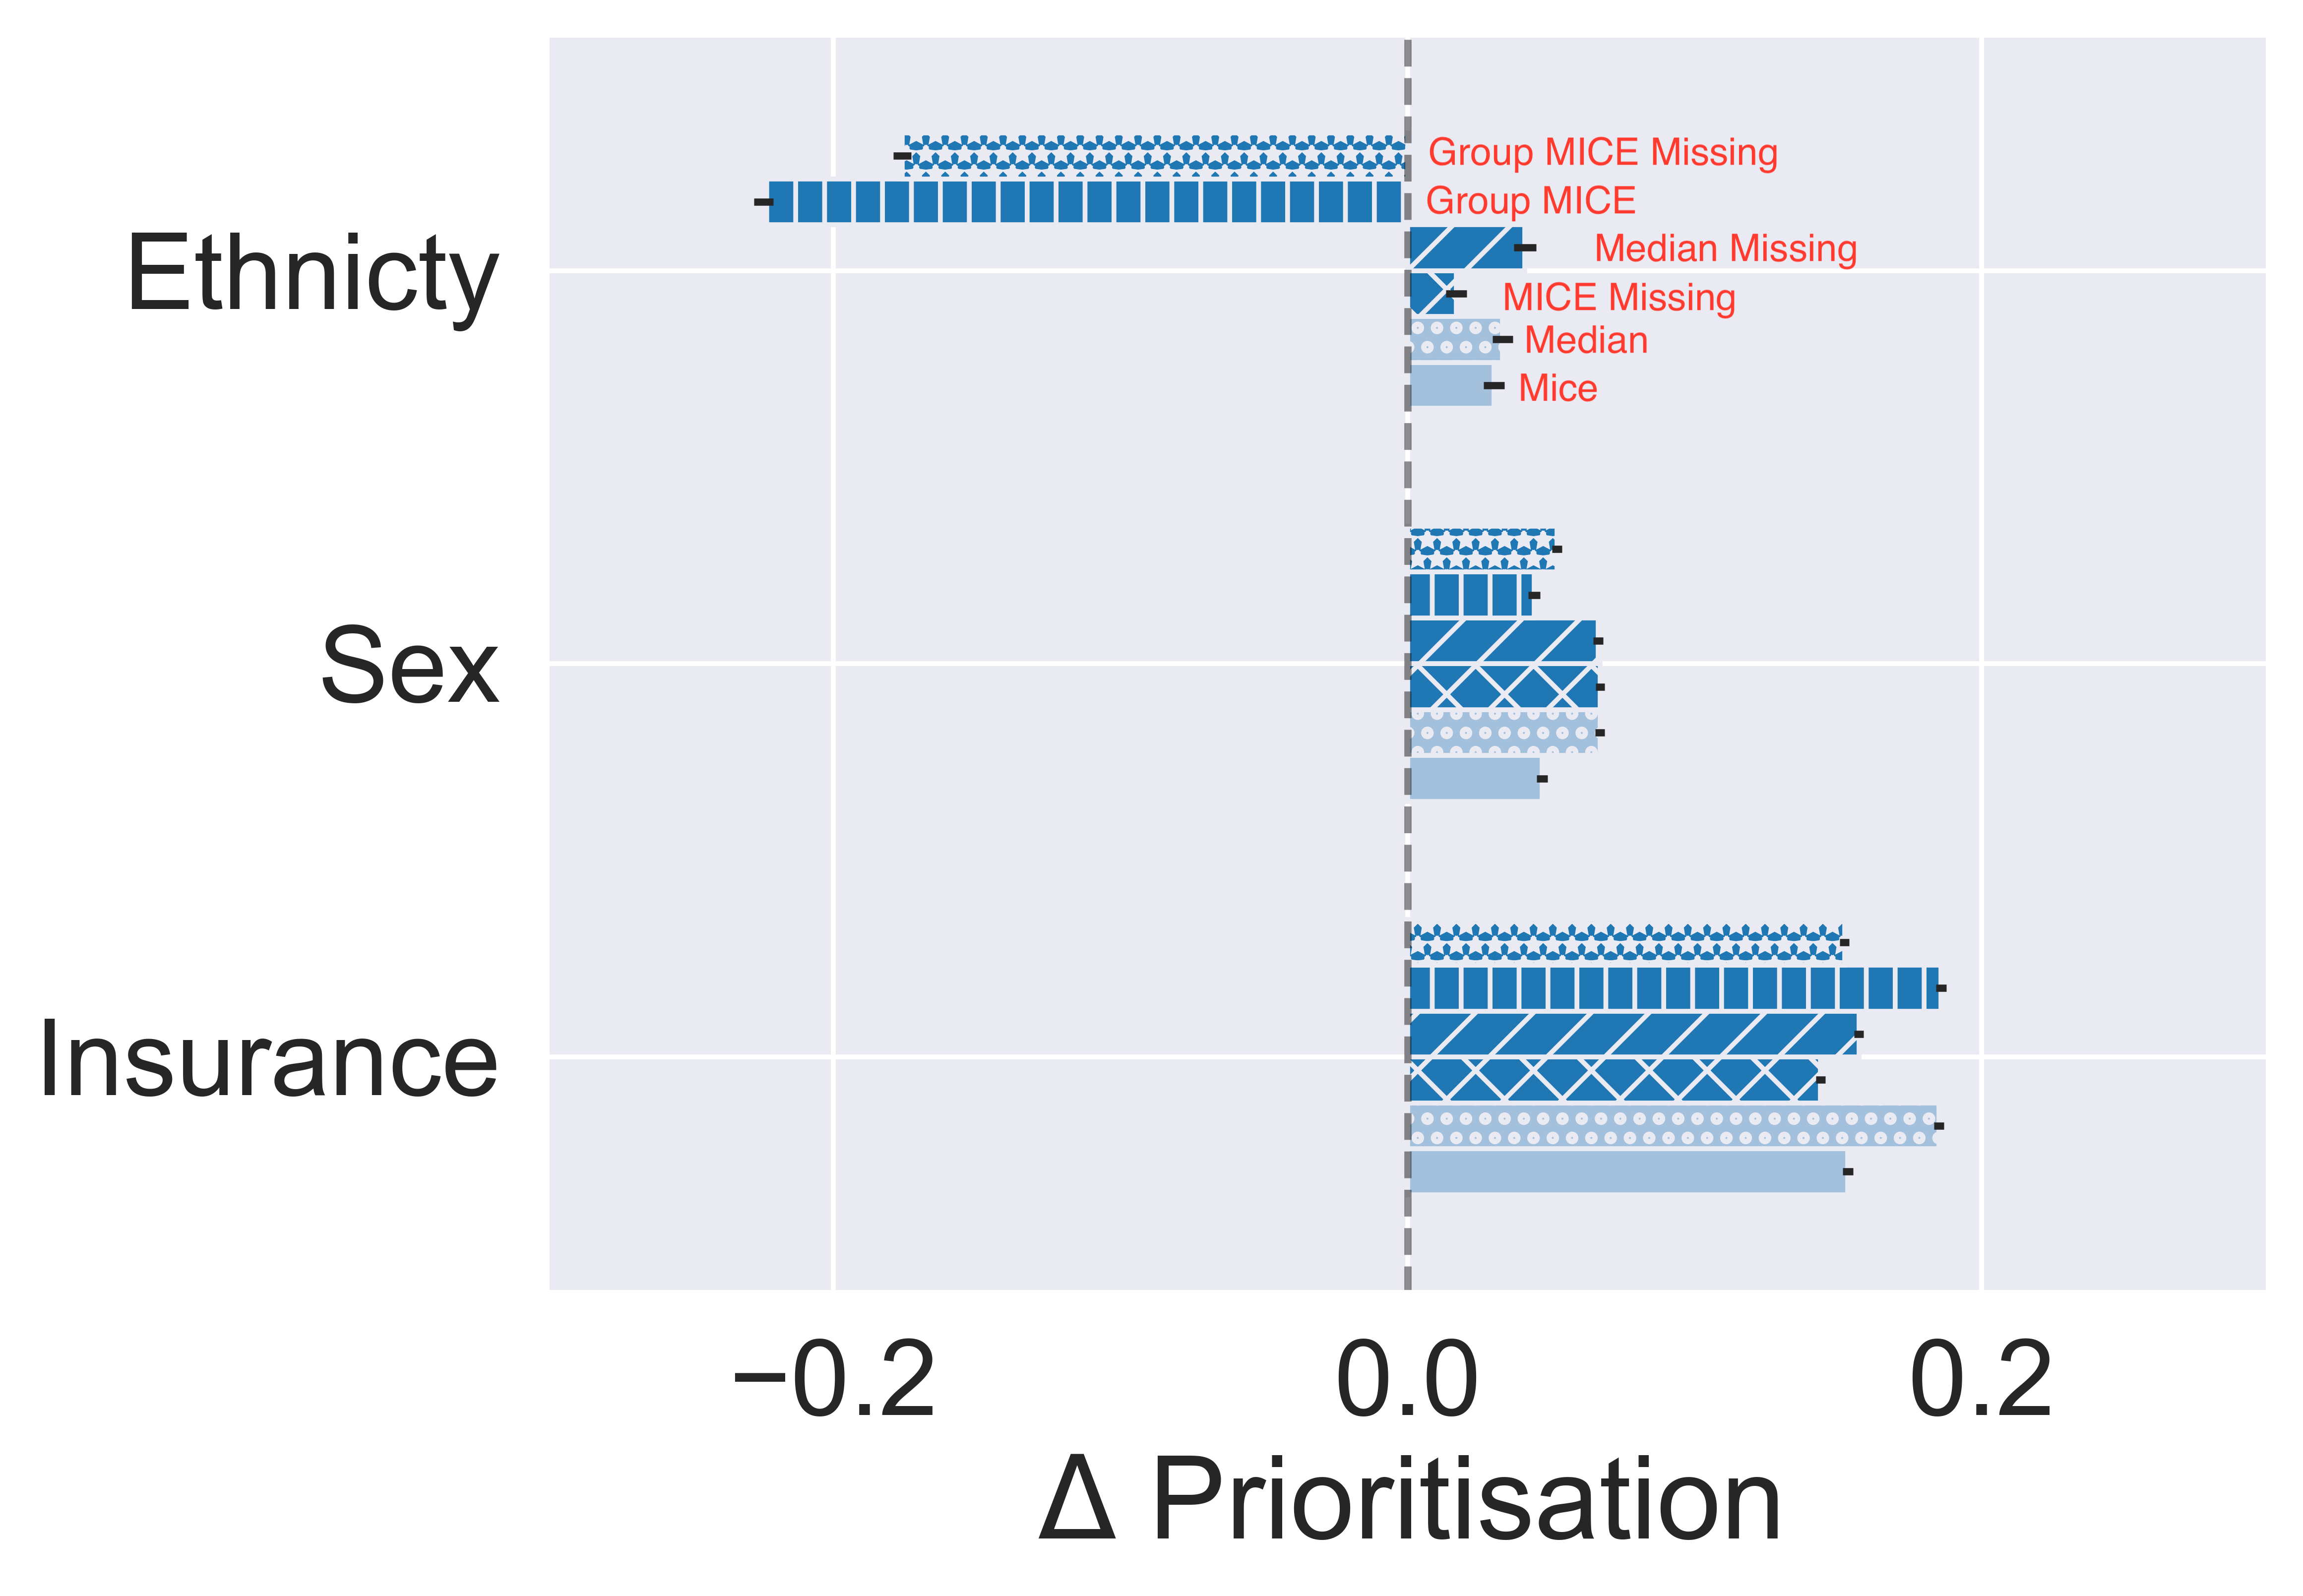 Group MICE Missing
Group MICE
Ethnicty
Median Missing
MICE Missing
Median
Mice
Sex
Insurance
−0.2
0.0
0.2
Δ Prioritisation